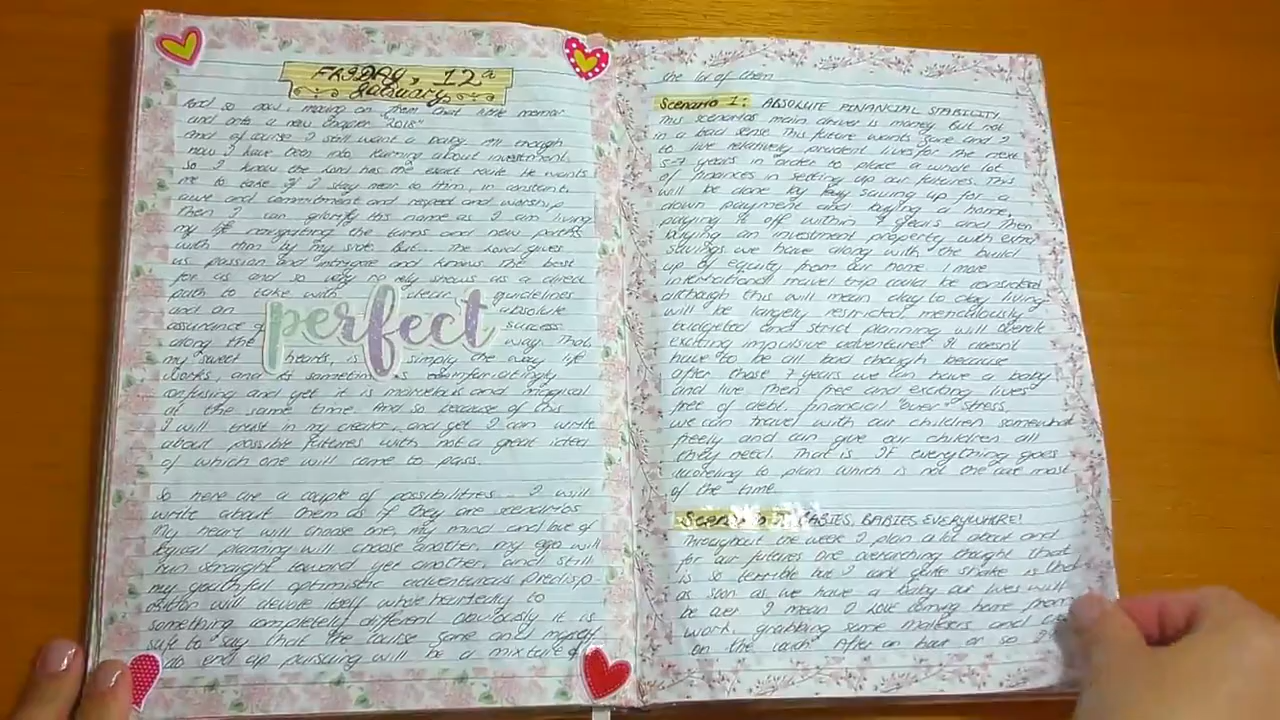 FRIDAY, 12th
January
And so now, moving on from that little memoir
and onto a new chapter "2018"
And of course I still want a baby. Oh enough
now I have been into learning about investment
so I know the Lord has the exact route he wants
me to take. If I stay near to Him, in constant
awe and commitment and respect and worship
then I can glorify His name as I am living
my life navigating the turns and new paths
with Him by my side. But... The Lord gives
us passion and intrigue and knows the best
for us and so very rarely shows us a direct
path to take with clear guidelines
and an absolute
assurance of success
along the way. That,
my sweet hearts, is simply the way life
works, and its sometimes
confusing and yet it is marvelous and magical
at the same time. And so because of this
I will trust in my creator, and yet I can write
about possible futures with not a great idea
of which one will come to pass.
perfect
So here are a couple of possibilities... I will
write about them as if they are scenarios
My heart will choose one, my mind and love of
logical planning will choose another, my ego will
run straight toward yet another, and still
my youthful optimistic adventurous predisp-
osition will devote itself whole heartedly to
something completely different. Obviously it is
safe to say that the course and myself
do end up pursuing will be a mixture of
the lot of them
Scenario 1: ABSOLUTE FINANCIAL STABILITY
This scenarios main driver is money but not
in a bad sense. This future wants and I
to live relatively prudent lives for the next
5-7 years in order to place a whole lot
of finances in setting up our futures. This
will be done by saving up for a
down payment and buying a home,
paying it off within 4 years and then
buying an investment property with extra
savings we have along with the build
up of equity from our home. 1 more
international travel trip could be considered
although this will mean day to day living
will be largely restricted, meticulously
budgeted and strict planning will overule
exciting impulsive adventures. It doesn't
have to be all bad though because
after those 7 years we can have a baby
and live then free and exciting lives
free of debt, financial "over" stress,
we can travel with our children somewhat
freely and can give our children all
they need. That is IF everything goes
according to plan which is not the case most
of the time.
Scenario 2: BABIES, BABIES EVERYWHERE!
Throughout the week I plan a lot about and
for our futures. One overarching thought that
is so terrible but I cant quite shake is that
as soon as we have a baby our lives will
be over. I mean I love coming home from
work, grabbing some and
on the couch. After an hour or so